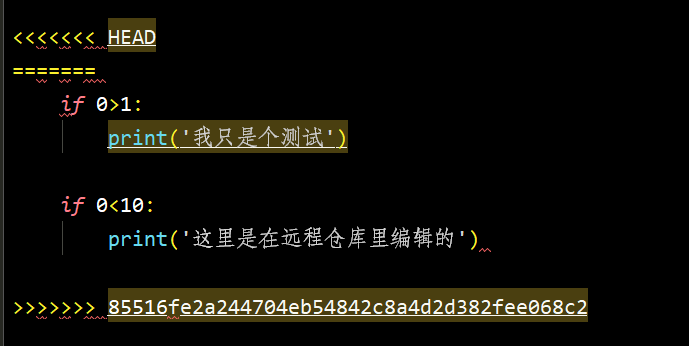 <<<<<<< HEAD
=======
    if 0>1:
        print('我只是个测试')
    if 0<10:
        print('这里是在远程仓库里编辑的')
>>>>>>> 85516fe2a244704eb54842c8a4d2d382fee068c2